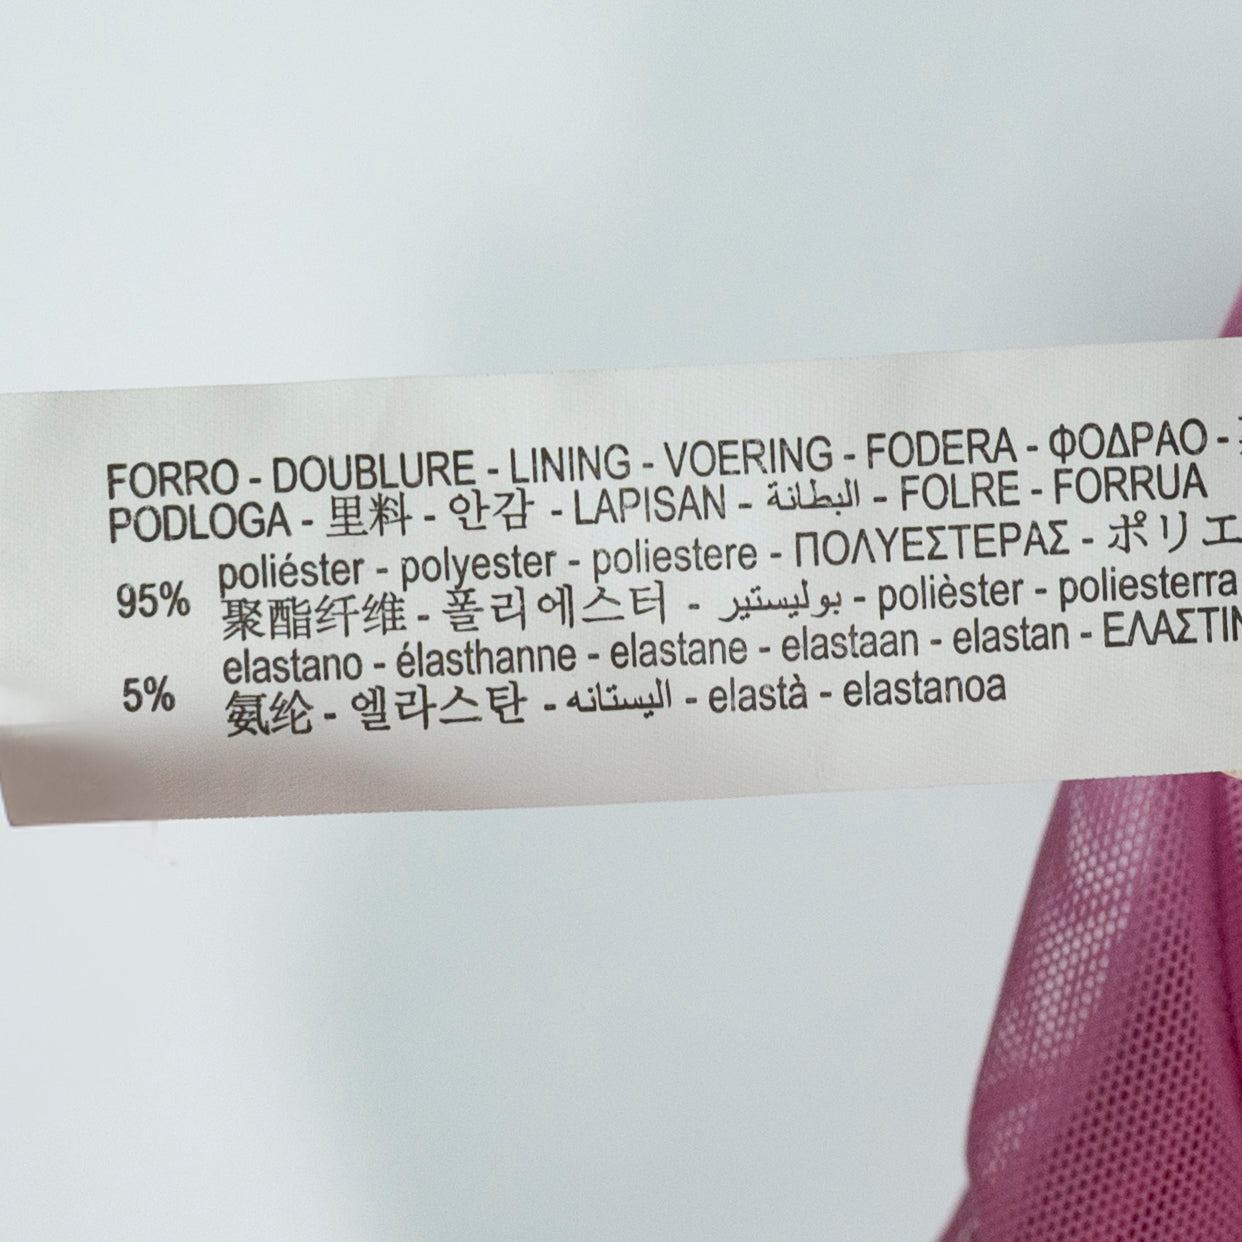 FORRO - DOUBLURE - LINING - VOERING - FODERA - ΦΟΔΡΑΟ -
PODLOGA - 里料 - 안감 - LAPISAN - البطانة - FOLRE - FORRUA
95% poliéster - polyester - poliestere - ΠΟΛΥΕΣΤΕΡΑΣ - ポリエ
聚酯纤维 - 폴리에스터 - بوليستير - polièster - poliesterra
5% elastano - élasthanne - elastane - elastaan - elastan - ΕΛΑΣΤΙΝ
氨纶 - 엘라스탄 - اليستانه - elastà - elastanoa